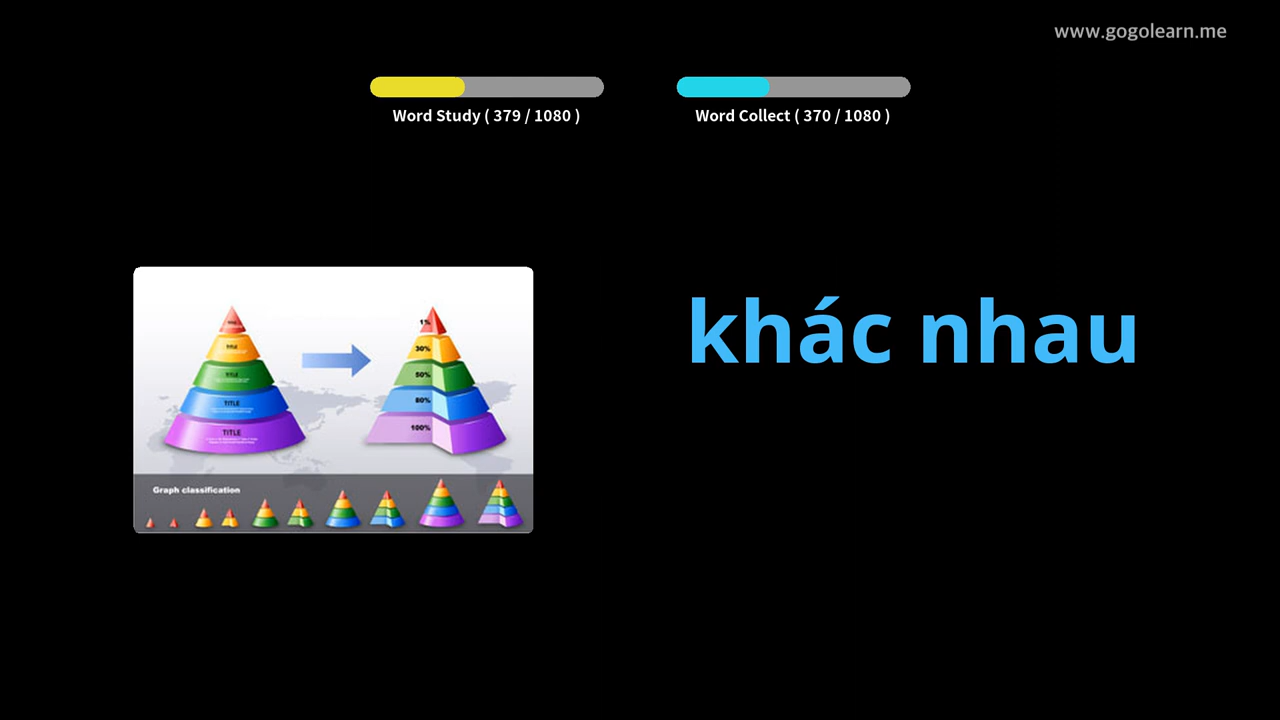 www.gogolearn.me
Word Study ( 379 / 1080 )
Word Collect ( 370 / 1080 )
khác nhau
TITLE
TITLE
TITLE
TITLE
1%
30%
50%
80%
100%
Graph classification